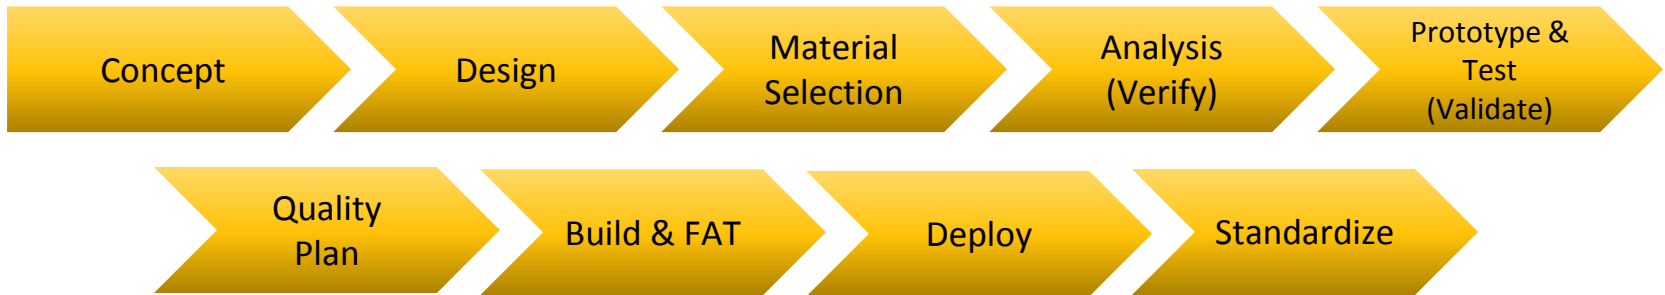 Concept
Design
Material
Selection
Analysis
(Verify)
Prototype &
Test
(Validate)
Quality
Plan
Build & FAT
Deploy
Standardize